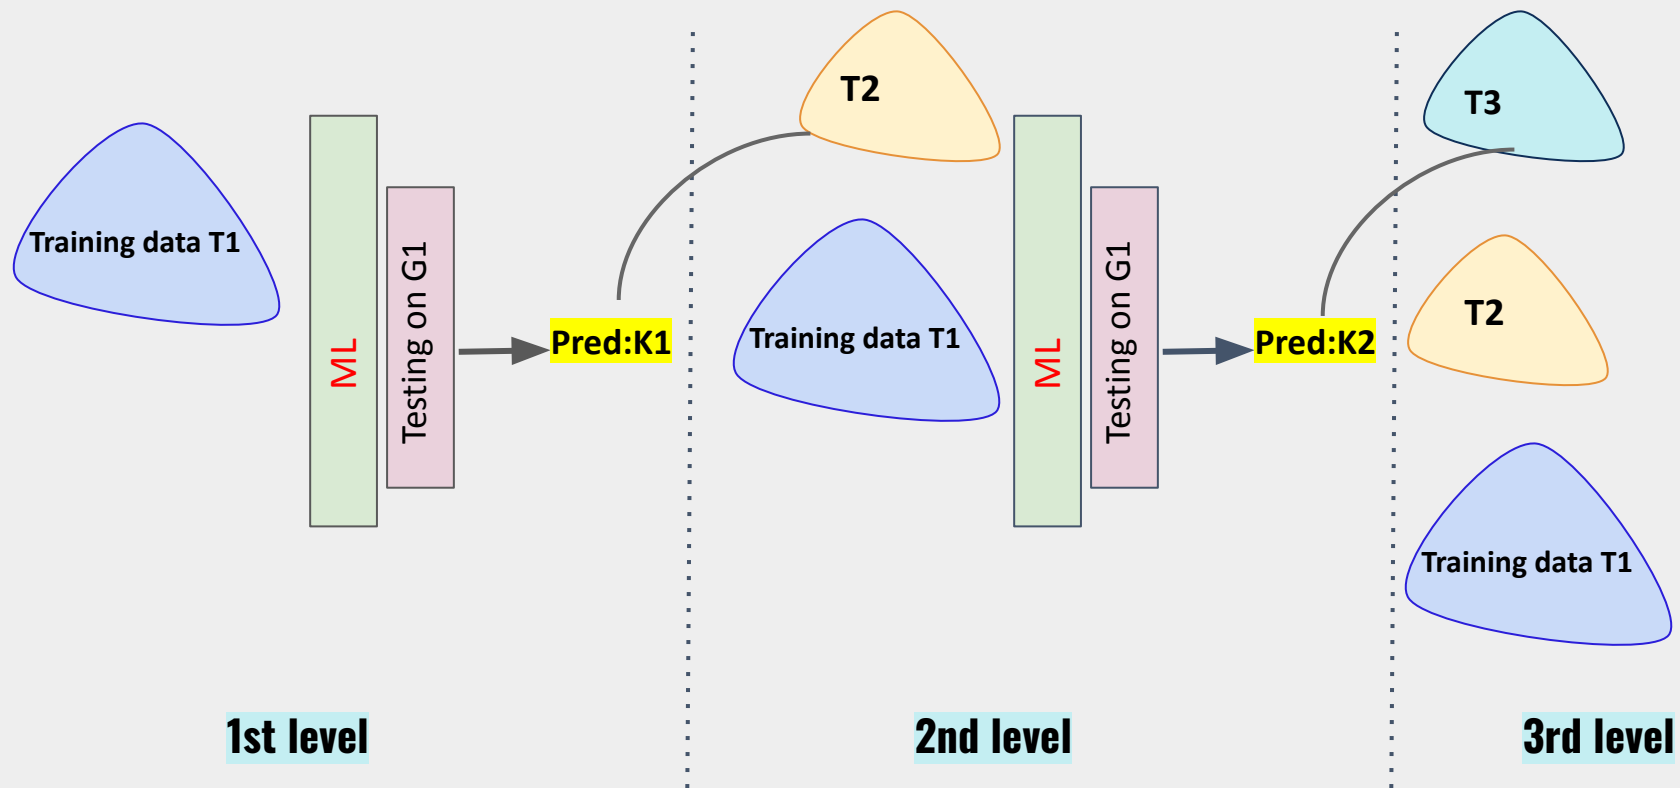 Training data T1
ML
Testing on G1
Pred:K1
1st level
T2
Training data T1
ML
Testing on G1
Pred:K2
2nd level
T3
T2
Training data T1
3rd level